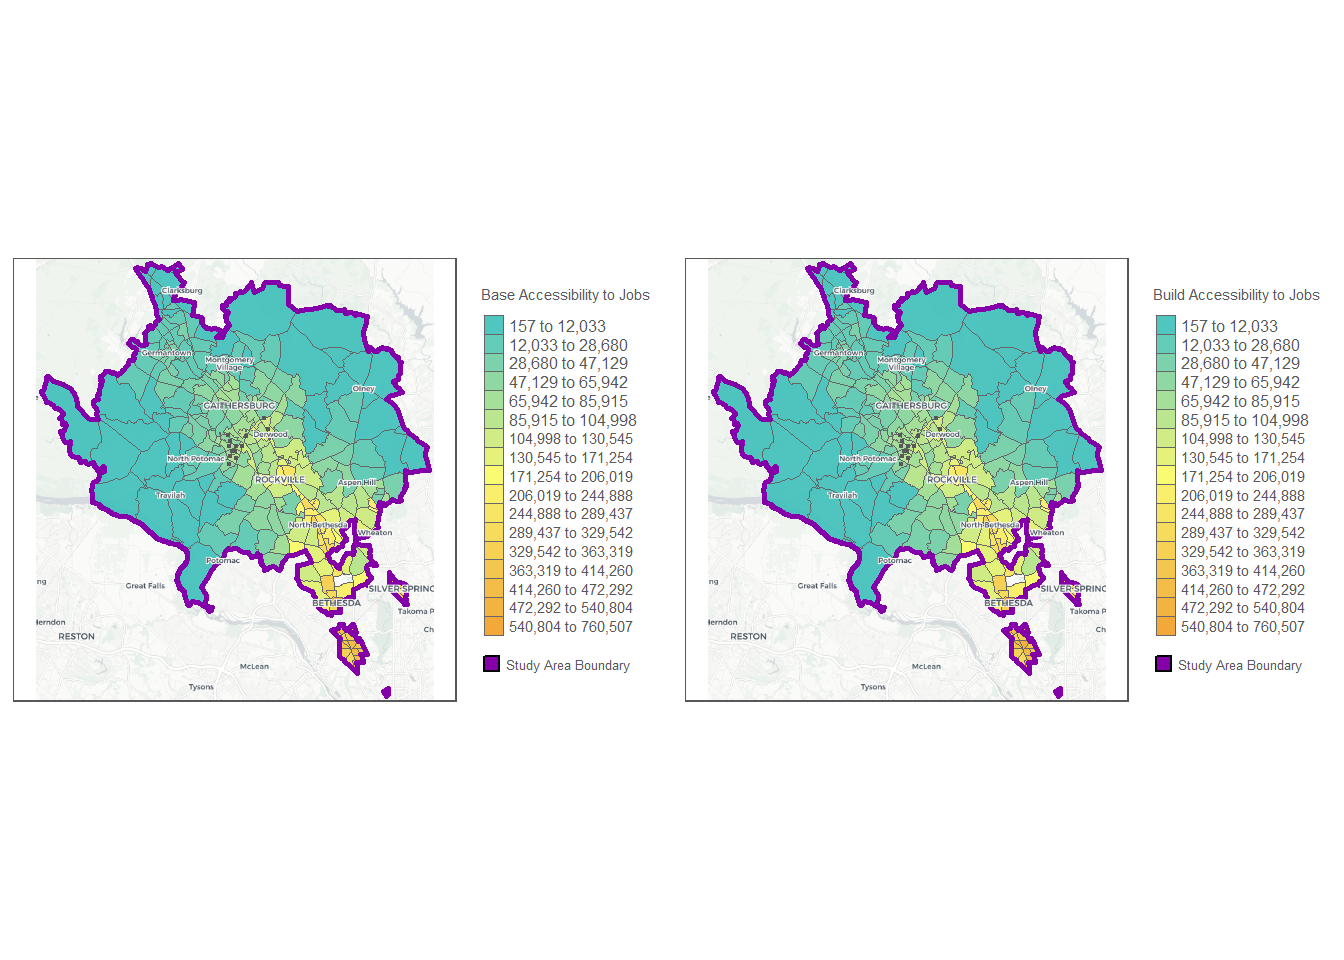 Clarksburg
Germantown
Montgomery
Village
Olney
GAITHERSBURG
Derwood
North Potomac
ROCKVILLE
Aspen Hill
Travilah
North Bethesda
Wheaton
Potomac
ng
Great Falls
SILVER SPRING
BETHESDA
Takoma P
Herndon
Ch
RESTON
McLean
Tysons
Base Accessibility to Jobs
157 to 12,033
12,033 to 28,680
28,680 to 47,129
47,129 to 65,942
65,942 to 85,915
85,915 to 104,998
104,998 to 130,545
130,545 to 171,254
171,254 to 206,019
206,019 to 244,888
244,888 to 289,437
289,437 to 329,542
329,542 to 363,319
363,319 to 414,260
414,260 to 472,292
472,292 to 540,804
540,804 to 760,507
Study Area Boundary
Clarksburg
Germantown
Montgomery
Village
Olney
GAITHERSBURG
Derwood
North Potomac
ROCKVILLE
Aspen Hill
Travilah
North Bethesda
Wheaton
Potomac
ng
Great Falls
SILVER SPRING
BETHESDA
Takoma P
Herndon
Ch
RESTON
McLean
Tysons
Build Accessibility to Jobs
157 to 12,033
12,033 to 28,680
28,680 to 47,129
47,129 to 65,942
65,942 to 85,915
85,915 to 104,998
104,998 to 130,545
130,545 to 171,254
171,254 to 206,019
206,019 to 244,888
244,888 to 289,437
289,437 to 329,542
329,542 to 363,319
363,319 to 414,260
414,260 to 472,292
472,292 to 540,804
540,804 to 760,507
Study Area Boundary